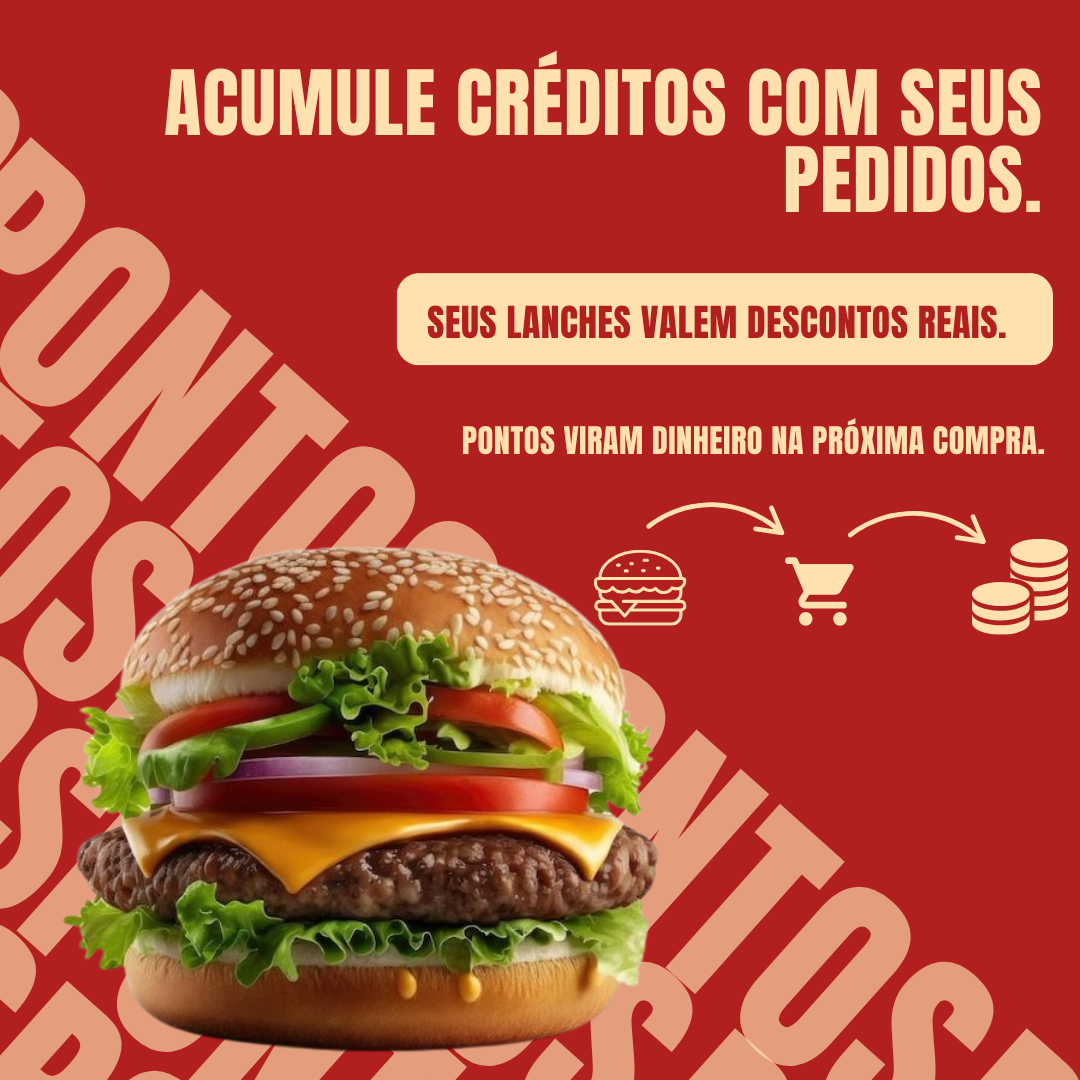 ACUMULE CRÉDITOS COM SEUS
PEDIDOS.
SEUS LANCHES VALEM DESCONTOS REAIS.
PONTOS VIRAM DINHEIRO NA PRÓXIMA COMPRA.
PONTOS
PONTOS